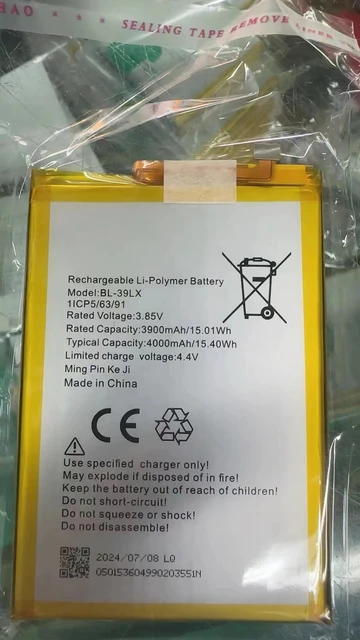 OVER * * * SEALING TAPE REMOVE LINER
Rechargeable Li-Polymer Battery
Model:BL-39LX
1ICP5/63/91
Rated Voltage:3.85V
Rated Capacity:3900mAh/15.01Wh
Typical Capacity:4000mAh/15.40Wh
Limited charge voltage:4.4V
Ming Pin Ke Ji
Made in China
CE
Use specified charger only!
May explode if disposed of in fire!
Keep the battery out of reach of children!
Do not short-circuit!
Do not squeeze or shock!
Do not disassemble!
2024/07/08 LQ
050153604990203551N